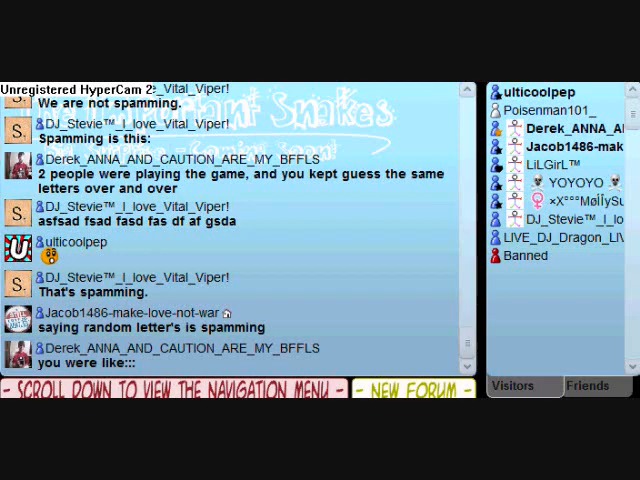 Unregistered HyperCam 2
_Vital_Viper!
We are not spamming.
DJ_Stevie™_I_love_Vital_Viper!
Spamming is this:
Derek_ANNA_AND_CAUTION_ARE_MY_BFFLS
2 people were playing the game, and you kept guess the same
letters over and over
DJ_Stevie™_I_love_Vital_Viper!
asfsad fsad fasd fas df af gsda
ulticoolpep
DJ_Stevie™_I_love_Vital_Viper!
That's spamming.
Jacob1486-make-love-not-war
saying random letter's is spamming
Derek_ANNA_AND_CAUTION_ARE_MY_BFFLS
you were like:::
Snakes
- SCROLL DOWN TO VIEW THE NAVIGATION MENU -
- NEW FORUM -
ulticoolpep
Poisenman101_
Derek_ANNA_A
Jacob1486-mak
LiLGirL™
YOYOYO
DJ_Stevie™_I_lo
LIVE_DJ_Dragon_LIV
Banned
Visitors
Friends